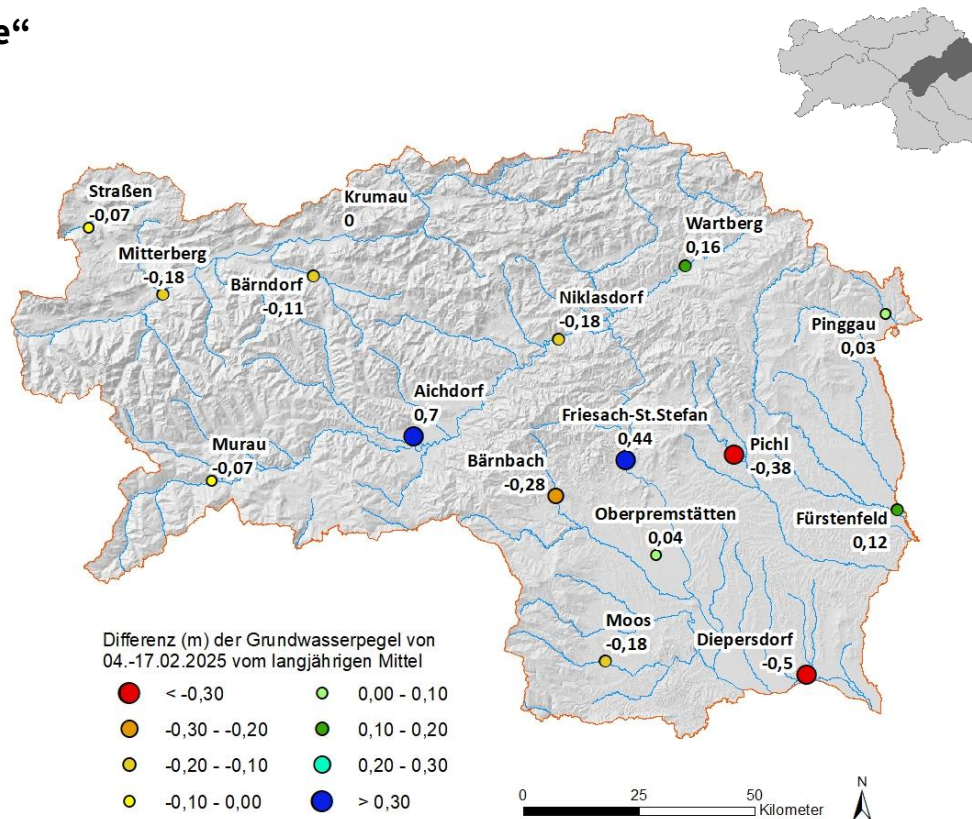 e“
Straßen
-0,07
Krumau
0
Wartberg
0,16
Mitterberg
-0,18
Bärndorf
-0,11
Niklasdorf
-0,18
Pinggau
0,03
Aichdorf
0,7
Friesach-St.Stefan
0,44
Pichl
-0,38
Murau
-0,07
Bärnbach
-0,28
Oberpremstätten
0,04
Fürstenfeld
0,12
Moos
-0,18
Diepersdorf
-0,5
Differenz (m) der Grundwasserpegel von
04.-17.02.2025 vom langjährigen Mittel
< -0,30
-0,30 - -0,20
-0,20 - -0,10
-0,10 - 0,00
0,00 - 0,10
0,10 - 0,20
0,20 - 0,30
> 0,30
0 25 50
Kilometer
N